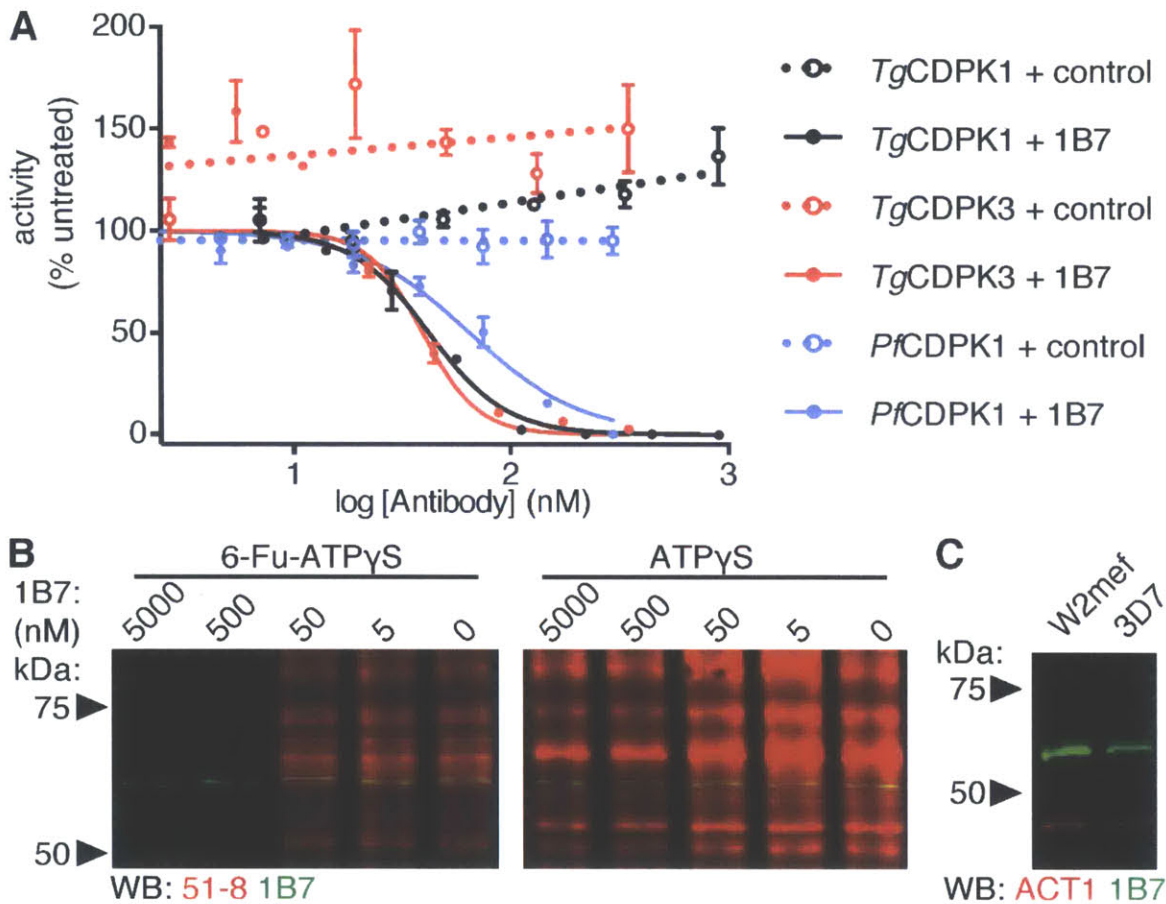 A
200
150
100
50
0
activity
(% untreated)
1 2 3
log [Antibody] (nM)
TgCDPK1 + control
TgCDPK1 + 1B7
TgCDPK3 + control
TgCDPK3 + 1B7
PfCDPK1 + control
PfCDPK1 + 1B7
B
6-Fu-ATPγS ATPγS
1B7: (nM)
5000 500 50 5 0 5000 500 50 5 0
kDa:
75
50
WB: 51-8 1B7
C
W2mef 3D7
kDa:
75
50
WB: ACT1 1B7